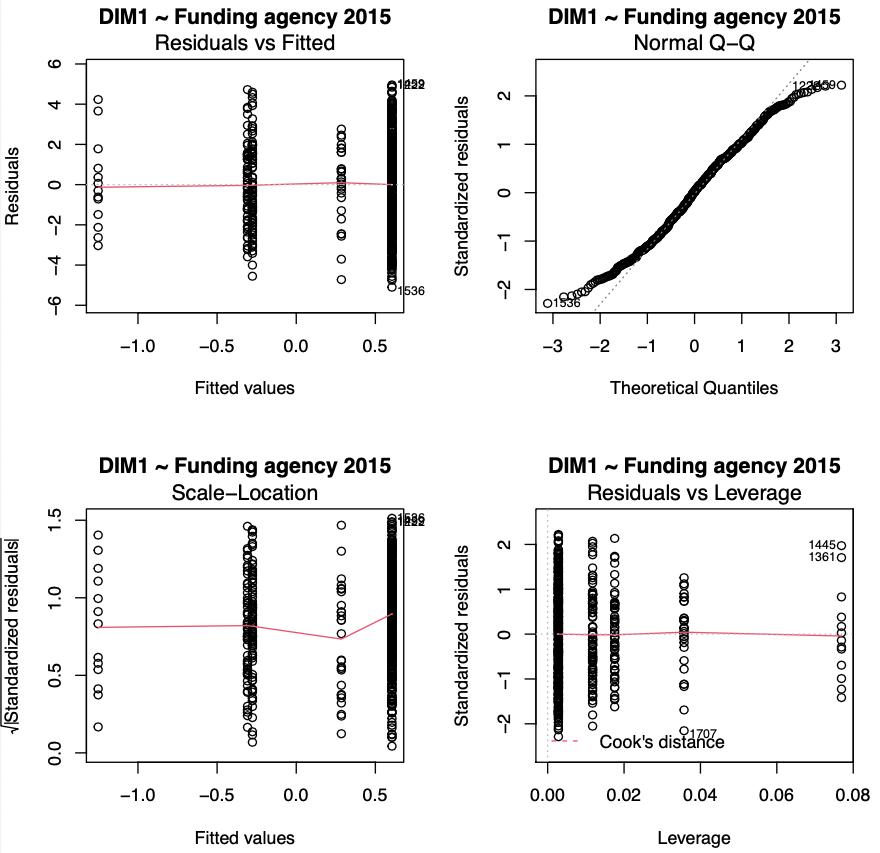 DIM1 ~ Funding agency 2015
Residuals vs Fitted
6
4
2
0
−2
−4
−6
Residuals
1536
−1.0 −0.5 0.0 0.5
Fitted values
DIM1 ~ Funding agency 2015
Normal Q−Q
2
1
0
−1
−2
Standardized residuals
1536
−3 −2 −1 0 1 2 3
Theoretical Quantiles
DIM1 ~ Funding agency 2015
Scale−Location
1.5
1.0
0.5
0.0
√|Standardized residuals|
−1.0 −0.5 0.0 0.5
Fitted values
DIM1 ~ Funding agency 2015
Residuals vs Leverage
2
1
0
−1
−2
Standardized residuals
1445
1361
1707
Cook's distance
0.00 0.02 0.04 0.06 0.08
Leverage